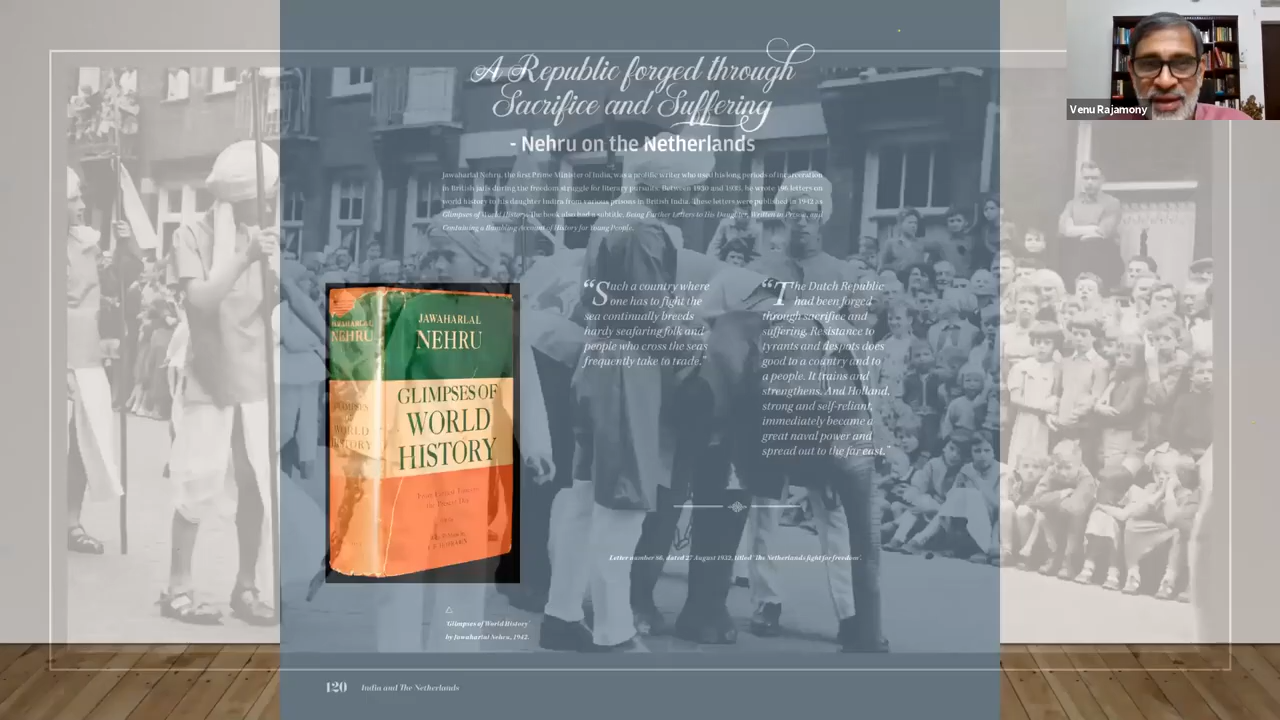 Venu Rajamony
A Republic forged through
Sacrifice and Suffering
- Nehru on the Netherlands
Jawaharlal Nehru, the first Prime Minister of India, was a prolific writer who used his long periods of incarceration
in British jails during the freedom struggle for literary pursuits. Between 1930 and 1933, he wrote 196 letters on
world history to his daughter Indira from various prisons in British India. These letters were published in 1942 as
Glimpses of World History. The book also had a subtitle, Being Further Letters to His Daughter, Written in Prison, and
Containing a Rambling Account of History for Young People.
“Such a country where
one has to fight the
sea continually breeds
hardy seafaring folk and
people who cross the seas
frequently take to trade.”
“The Dutch Republic
had been forged
through sacrifice and
suffering. Resistance to
tyrants and despots does
good to a country and to
a people. It trains and
strengthens. And Holland,
strong and self-reliant,
immediately became a
great naval power and
spread out to the far east.”
JAWAHARLAL
NEHRU
GLIMPSES OF
WORLD
HISTORY
NEHRU
WORLD
HISTORY
Letter number 86, dated 27 August 1932, titled 'The Netherlands fight for freedom'.
'Glimpses of World History'
by Jawaharlal Nehru, 1942.
120 India and The Netherlands